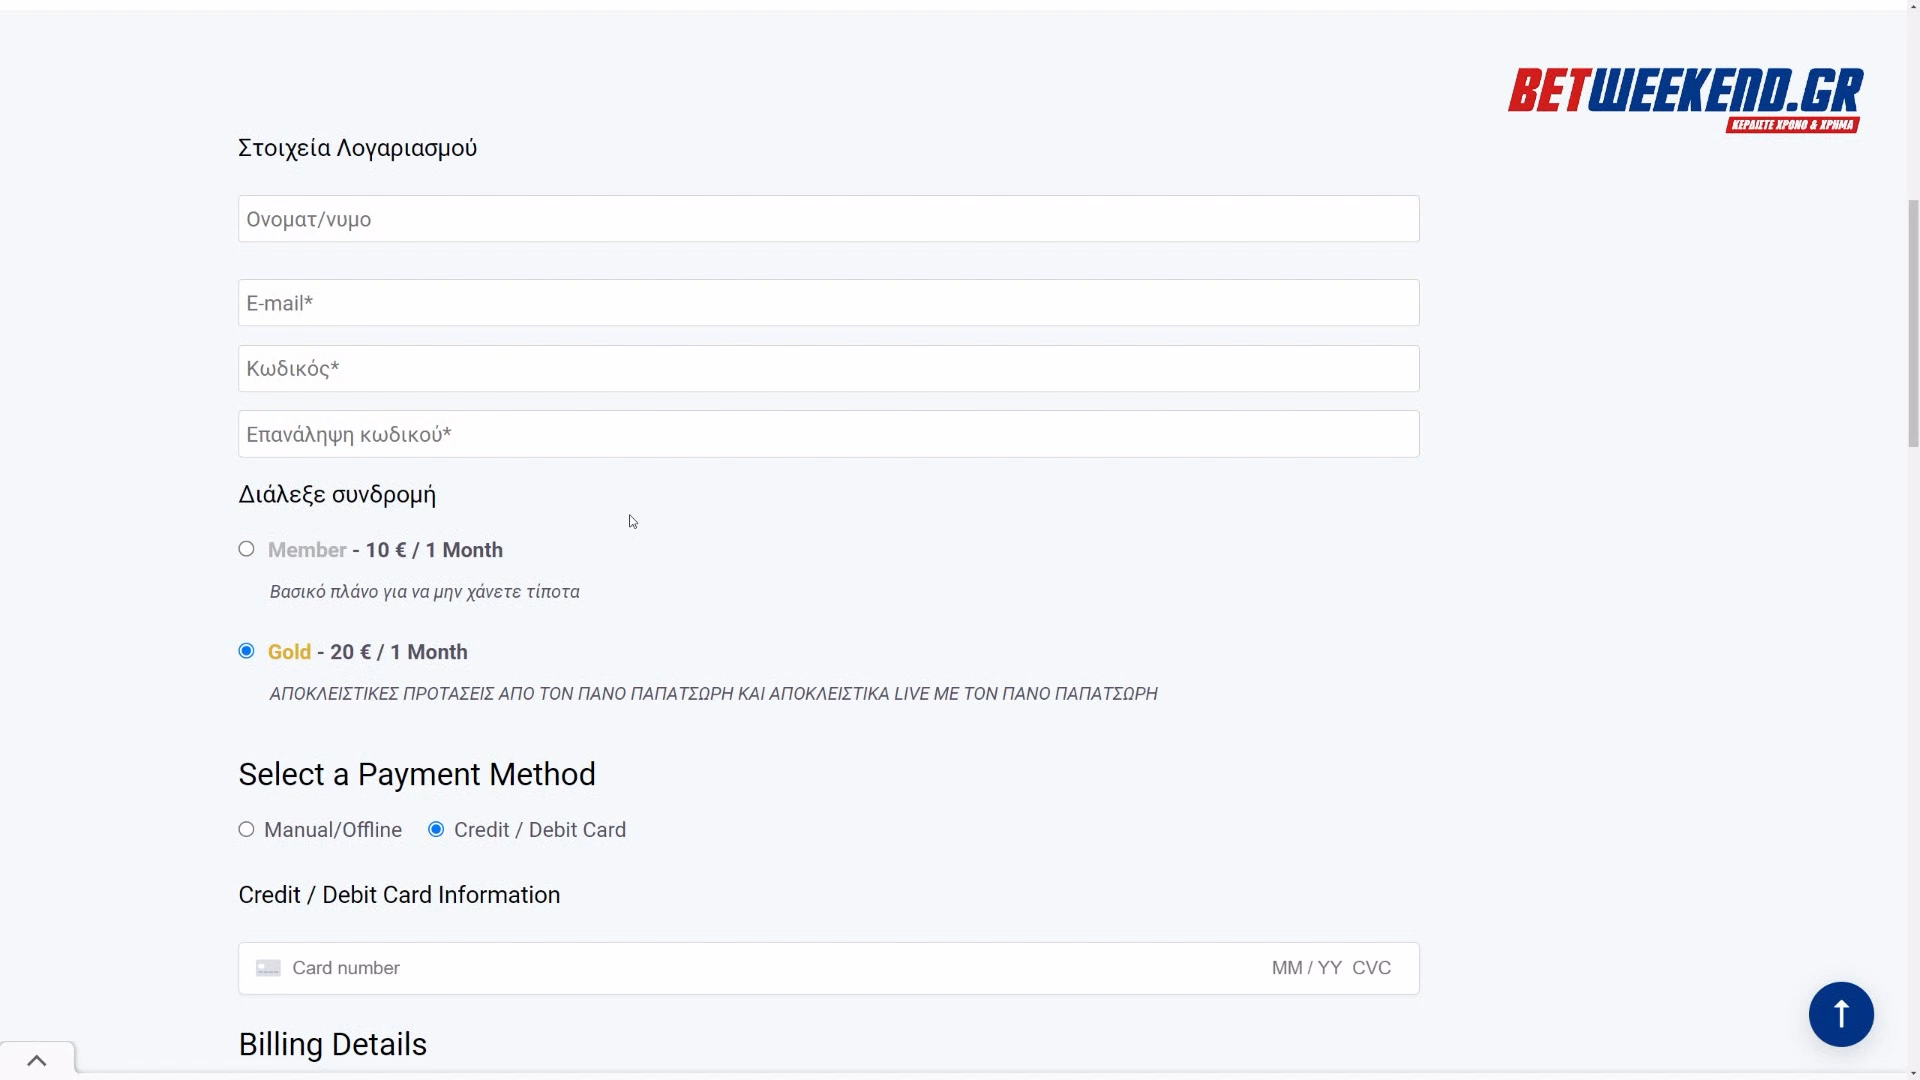 BETWEEKEND.GR
ΚΕΡΔΙΣΤΕ ΧΡΟΝΟ & ΧΡΗΜΑ
Στοιχεία Λογαριασμού
Ονοματ/νυμο
E-mail*
Κωδικός*
Επανάληψη κωδικού*
Διάλεξε συνδρομή
Member - 10 € / 1 Month
Βασικό πλάνο για να μην χάνετε τίποτα
Gold - 20 € / 1 Month
ΑΠΟΚΛΕΙΣΤΙΚΕΣ ΠΡΟΤΑΣΕΙΣ ΑΠΟ ΤΟΝ ΠΑΝΟ ΠΑΠΑΤΣΩΡΗ ΚΑΙ ΑΠΟΚΛΕΙΣΤΙΚΑ LIVE ΜΕ ΤΟΝ ΠΑΝΟ ΠΑΠΑΤΣΩΡΗ
Select a Payment Method
Manual/Offline Credit / Debit Card
Credit / Debit Card Information
Card number MM / YY CVC
Billing Details